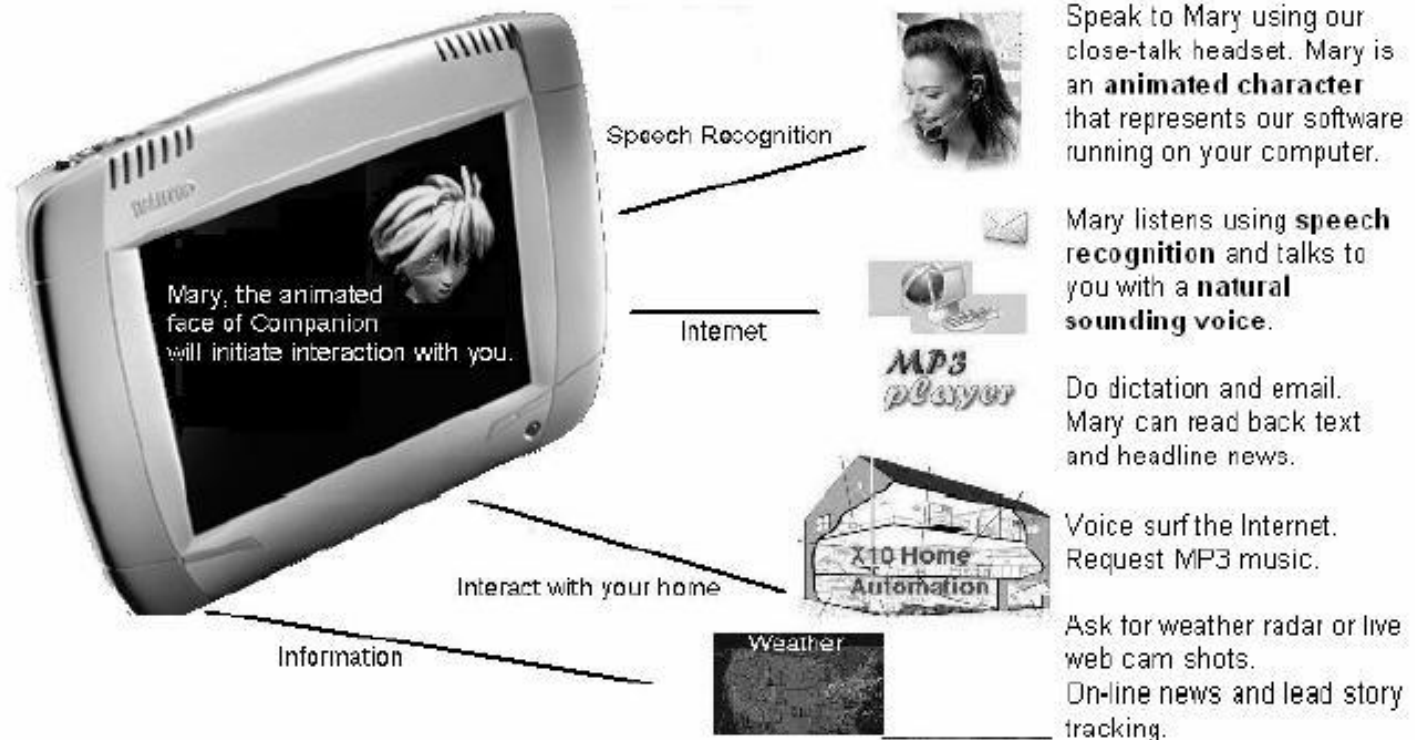 Speak to Mary using our
close-talk headset. Mary is
an animated character
that represents our software
running on your computer.
Speech Recognition
Mary listens using speech
recognition and talks to
you with a natural
sounding voice.
Mary, the animated
face of Companion
will initiate interaction with you.
Internet
MP3
player
Do dictation and email.
Mary can read back text
and headline news.
Voice surf the Internet.
Request MP3 music.
X10 Home
Automation
Interact with your home
Ask for weather radar or live
web cam shots.
On-line news and lead story
tracking.
Weather
Information